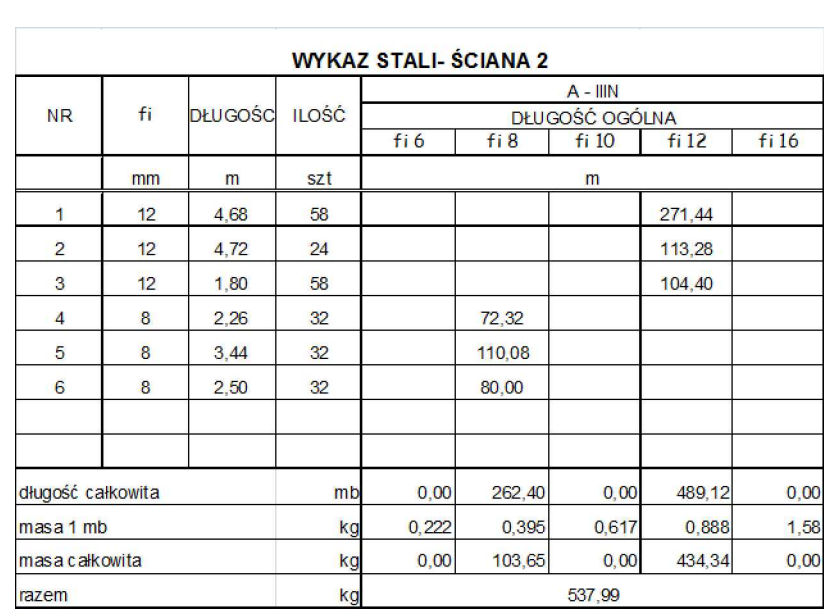 WYKAZ STALI- ŚCIANA 2
NR fi DŁUGOŚC ILOŚĆ A - IIIN
DŁUGOŚĆ OGÓLNA
fi 6 fi 8 fi 10 fi 12 fi 16
mm m szt m
1 12 4,68 58 271,44
2 12 4,72 24 113,28
3 12 1,80 58 104,40
4 8 2,26 32 72,32
5 8 3,44 32 110,08
6 8 2,50 32 80,00
długość całkowita mb 0,00 262,40 0,00 489,12 0,00
masa 1 mb kg 0,222 0,395 0,617 0,888 1,58
masa całkowita kg 0,00 103,65 0,00 434,34 0,00
razem kg 537,99